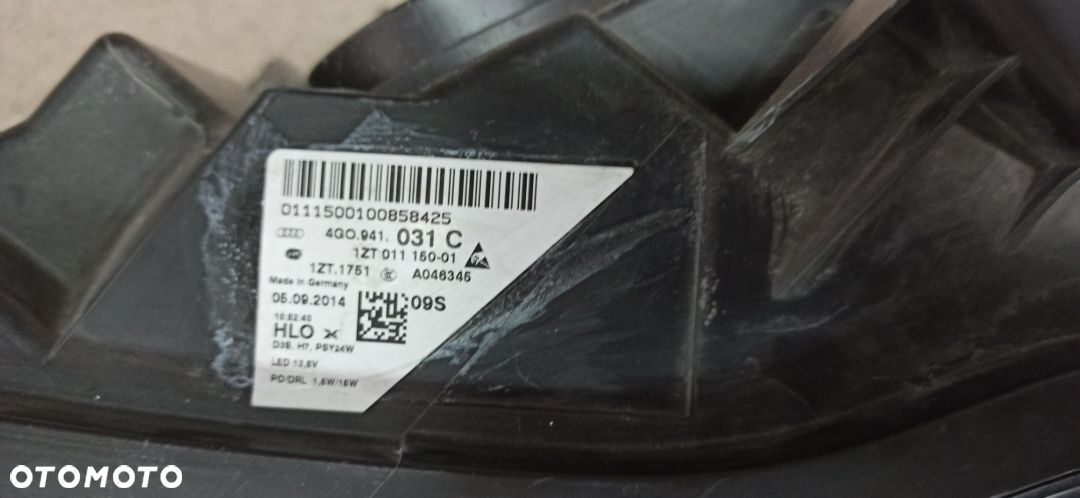 0111500100858425
4G0.941. 031 C
1ZT 011 150-01
1ZT.1751 A046345
Made in Germany
05.09.2014 09S
10:52:40
HLO
D3S, H7, PSY24W
LED 13,5V
PO/DRL 1,6W/16W
OTOMOTO